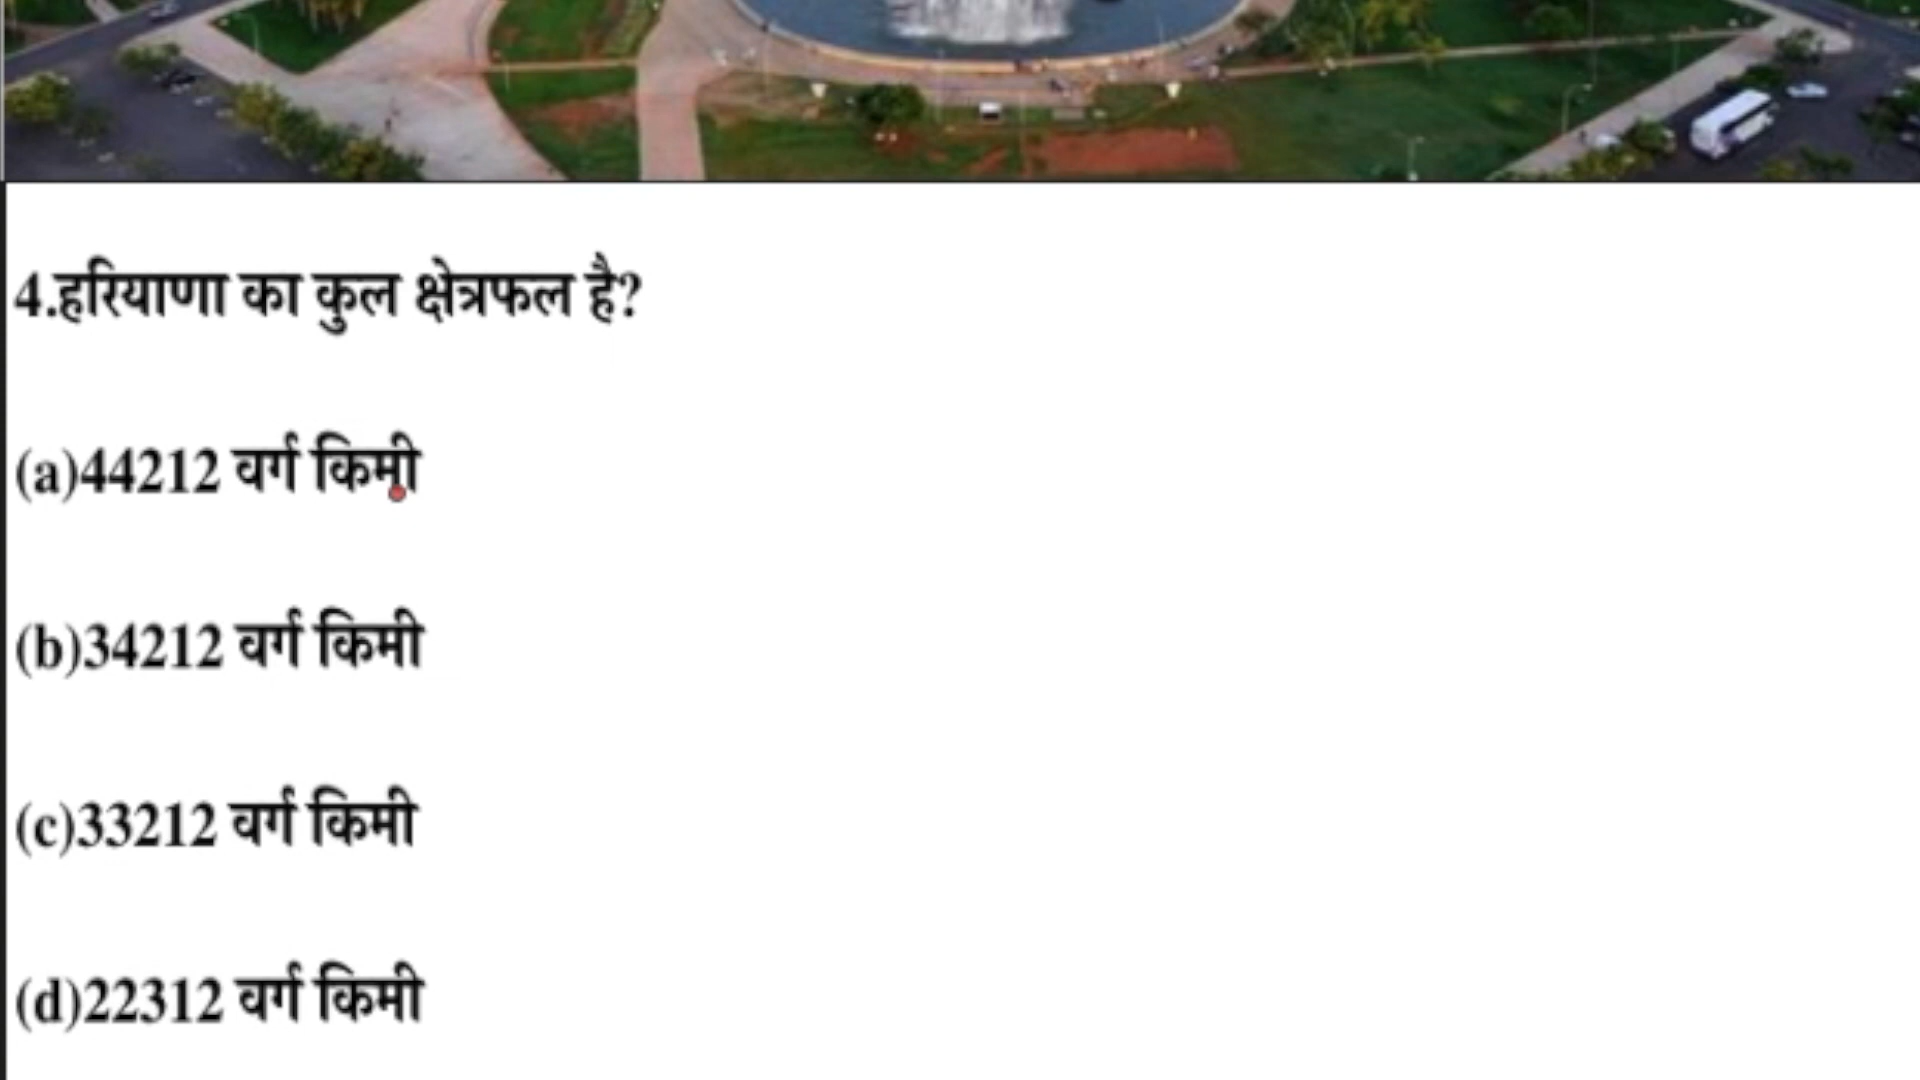 4.हरियाणा का कुल क्षेत्रफल है?
(a)44212 वर्ग किमी
(b)34212 वर्ग किमी
(c)33212 वर्ग किमी
(d)22312 वर्ग किमी